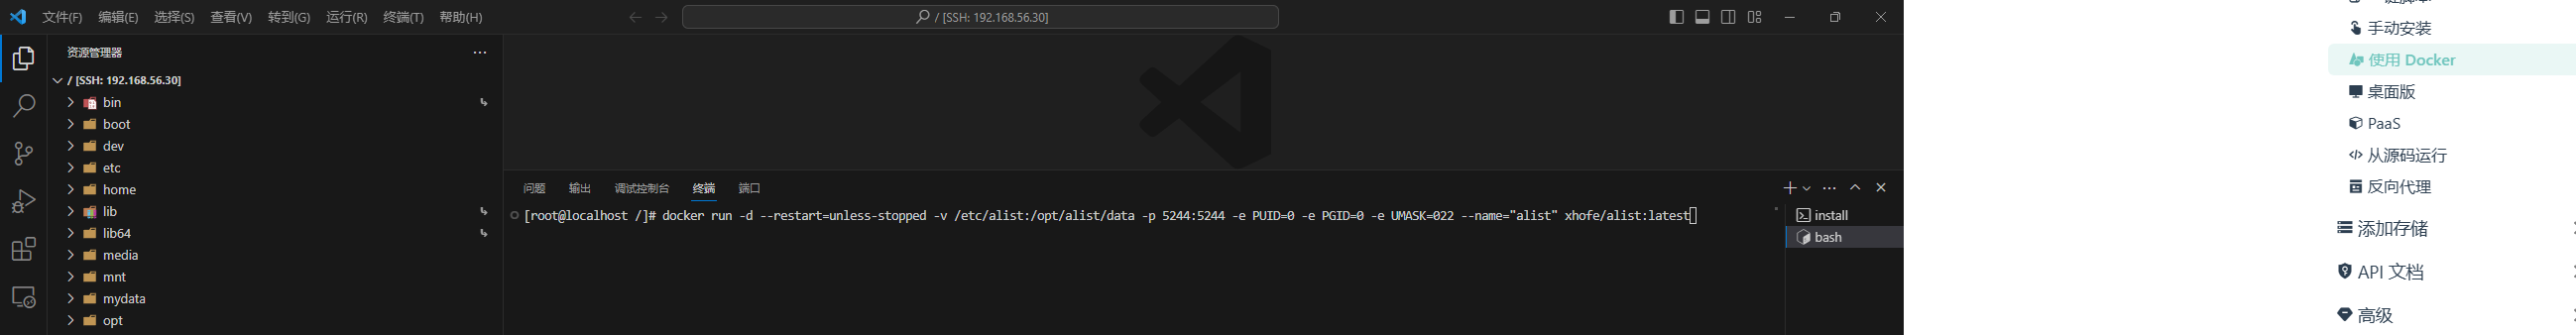 文件(F) 编辑(E) 选择(S) 查看(V) 转到(G) 运行(R) 终端(T) 帮助(H)
/ [SSH: 192.168.56.30]
资源管理器
/ [SSH: 192.168.56.30]
bin
boot
dev
etc
home
lib
lib64
media
mnt
mydata
opt
问题 输出 调试控制台 终端 端口
[root@localhost /]# docker run -d --restart=unless-stopped -v /etc/alist:/opt/alist/data -p 5244:5244 -e PUID=0 -e PGID=0 -e UMASK=022 --name="alist" xhofe/alist:latest
install
bash
手动安装
使用 Docker
桌面版
PaaS
从源码运行
反向代理
添加存储
API 文档
高级